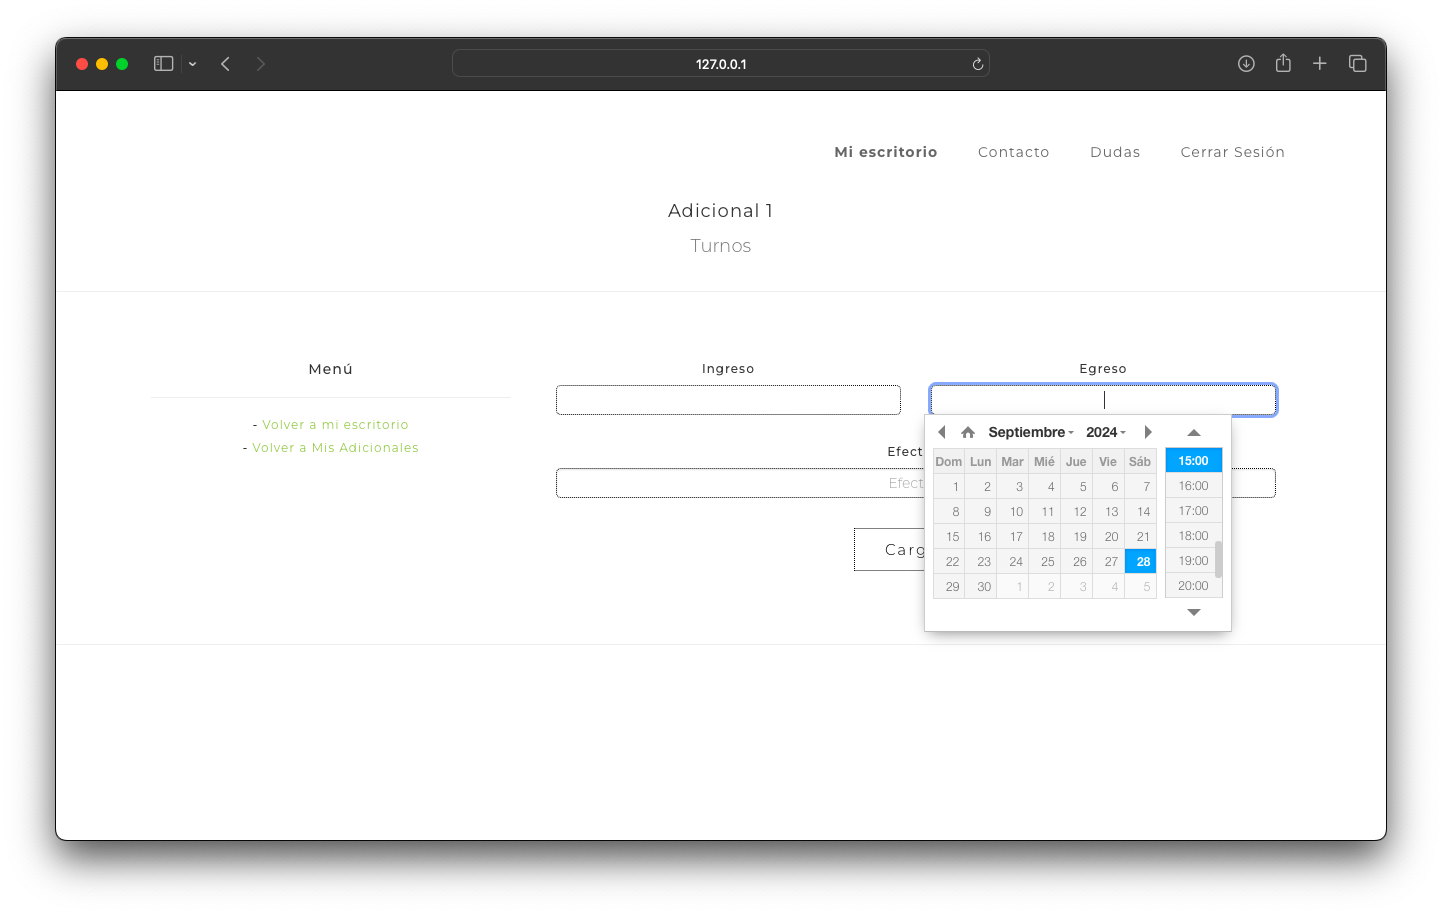 127.0.0.1
Mi escritorio Contacto Dudas Cerrar Sesión
Adicional 1
Turnos
Menú
- Volver a mi escritorio
- Volver a Mis Adicionales
Ingreso
Egreso
Efect
Efect
Carg
Septiembre 2024
Dom Lun Mar Mié Jue Vie Sáb
1 2 3 4 5 6 7
8 9 10 11 12 13 14
15 16 17 18 19 20 21
22 23 24 25 26 27 28
29 30 1 2 3 4 5
15:00
16:00
17:00
18:00
19:00
20:00